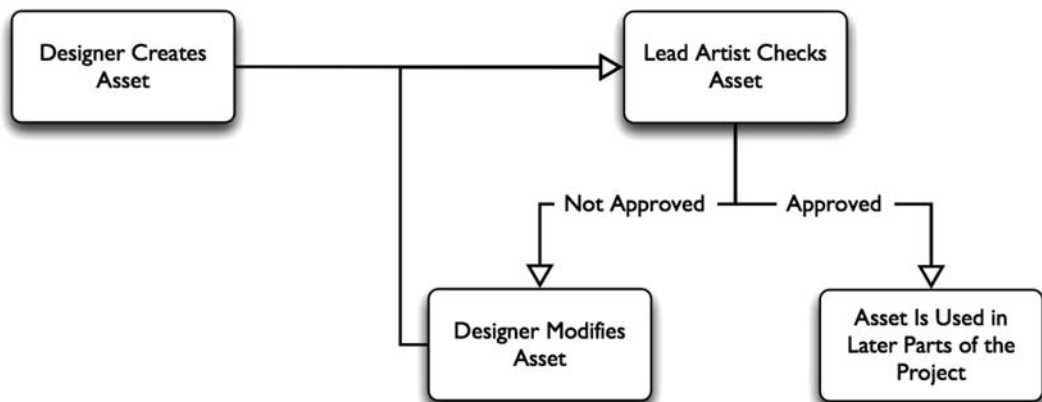 Designer Creates
Asset
Lead Artist Checks
Asset
Not Approved
Approved
Designer Modifies
Asset
Asset Is Used in
Later Parts of the
Project